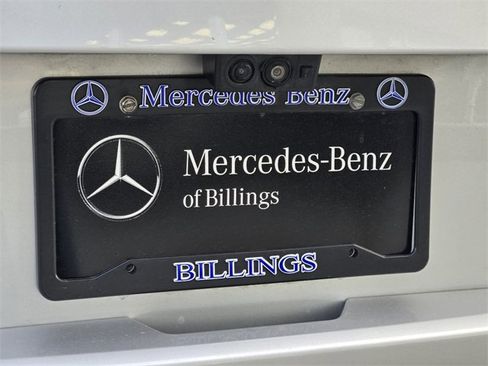 Mercedes Benz
Mercedes-Benz
of Billings
BILLINGS